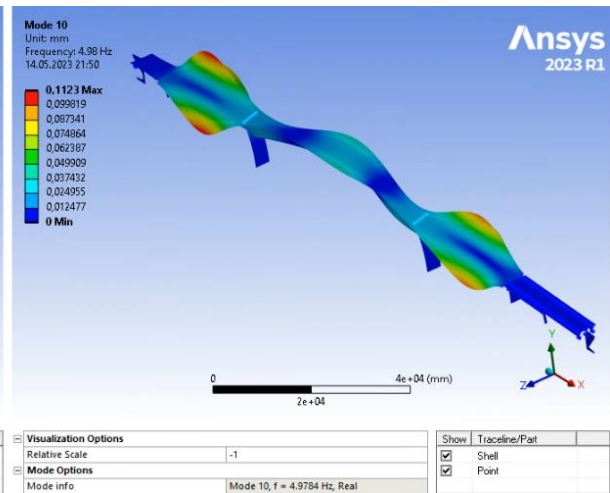 Mode 10
Unit: mm
Frequency: 4.98 Hz
14.05.2023 21:50
Ansys
2023 R1
0.1123 Max
0,099819
0,087341
0,074864
0,062387
0,049909
0,037432
0,024955
0,012477
0 Min
0
4e+04 (mm)
2e+04
Y
Z
X
Visualization Options
Relative Scale -1
Mode Options
Mode info Mode 10, f = 4.9784 Hz, Real
Show Traceline/Part
Shell
Point